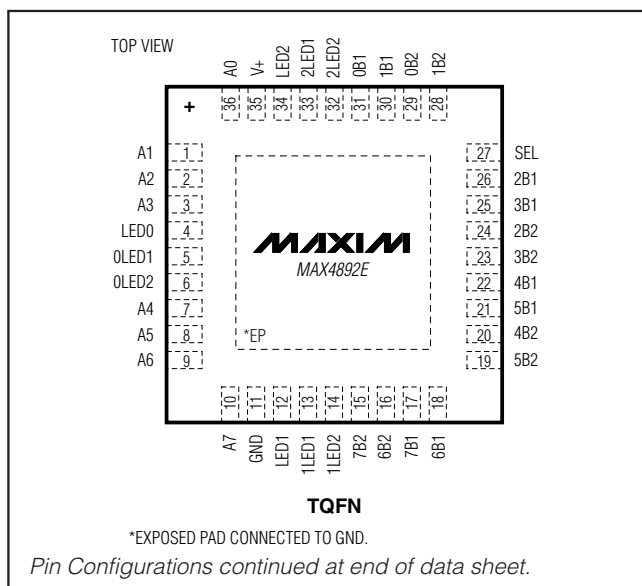 TOP VIEW
A0
V+
LED2
2LED1
2LED2
0B1
1B1
0B2
1B2
+
36
35
34
33
32
31
30
29
28
A1
1
27
SEL
A2
2
26
2B1
A3
3
25
3B1
LED0
4
24
2B2
0LED1
5
23
3B2
0LED2
6
22
4B1
A4
7
21
5B1
A5
8
20
4B2
A6
9
19
5B2
MAXIM
MAX4892E
*EP
10
11
12
13
14
15
16
17
18
A7
GND
LED1
1LED1
1LED2
7B2
6B2
7B1
6B1
TQFN
*EXPOSED PAD CONNECTED TO GND.
Pin Configurations continued at end of data sheet.